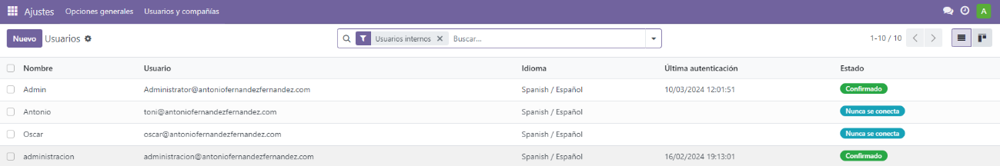 Ajustes Opciones generales Usuarios y compañías A
Nuevo Usuarios Usuarios internos Buscar... 1-10 / 10
Nombre Usuario Idioma Última autenticación Estado
Admin Administrator@antoniofernandezfernandez.com Spanish / Español 10/03/2024 12:01:51 Confirmado
Antonio toni@antoniofernandezfernandez.com Spanish / Español Nunca se conecta
Oscar oscar@antoniofernandezfernandez.com Spanish / Español Nunca se conecta
administracion administracion@antoniofernandezfernandez.com Spanish / Español 16/02/2024 19:13:01 Confirmado